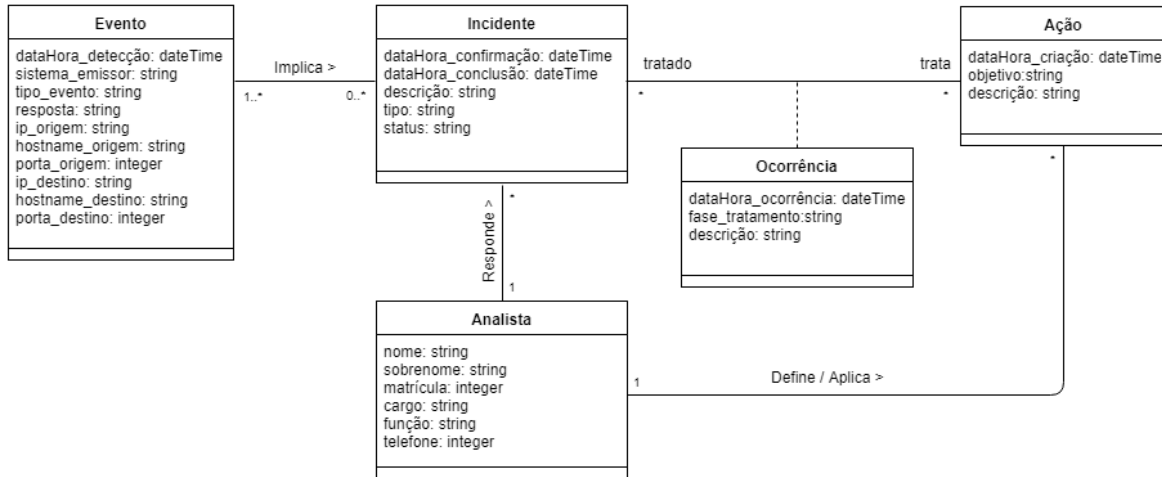 Evento
dataHora_detecção: dateTime
sistema_emissor: string
tipo_evento: string
resposta: string
ip_origem: string
hostname_origem: string
porta_origem: integer
ip_destino: string
hostname_destino: string
porta_destino: integer
Implica >
1..*
0..*
Incidente
dataHora_confirmação: dateTime
dataHora_conclusão: dateTime
descrição: string
tipo: string
status: string
tratado
trata
*
*
Ação
dataHora_criação: dateTime
objetivo:string
descrição: string
*
Ocorrência
dataHora_ocorrência: dateTime
fase_tratamento:string
descrição: string
*
Responde >
1
Analista
nome: string
sobrenome: string
matrícula: integer
cargo: string
função: string
telefone: integer
1
Define / Aplica >